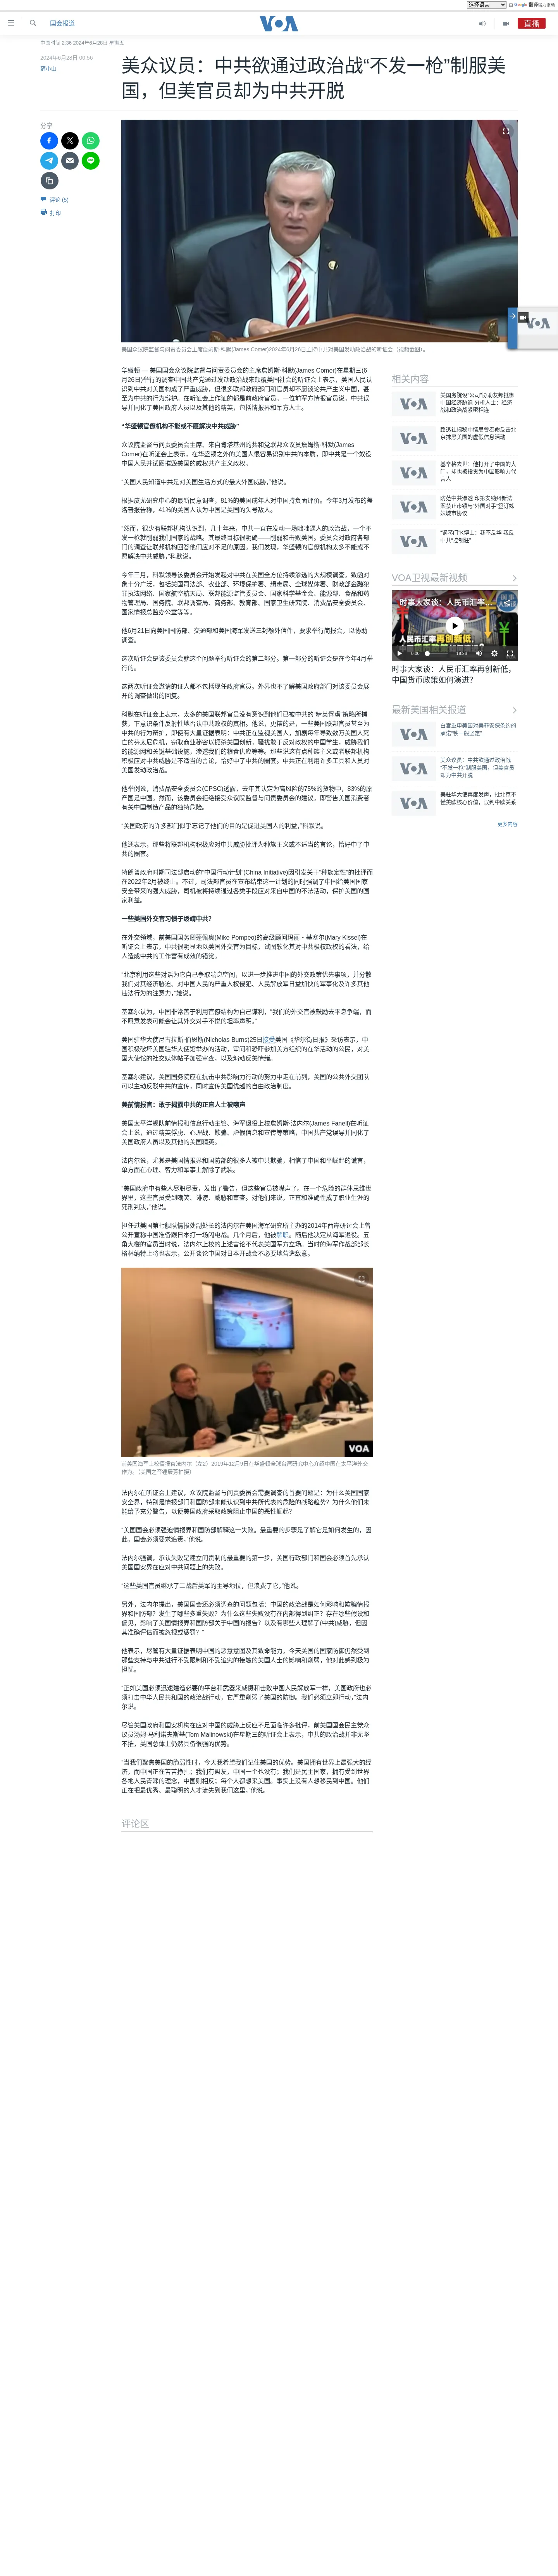 选择语言
由 Google 翻译强力驱动
国会报道
VOA
直播
中国时间 2:36 2024年6月28日 星期五
2024年6月28日 00:56
薛小山
美众议员：中共欲通过政治战“不发一枪”制服美
国，但美官员却为中共开脱
分享
评论 (5)
打印
美国众议院监督与问责委员会主席詹姆斯·科默(James Comer)2024年6月26日主持中共对美国发动政治战的听证会（视频截图）。
华盛顿 — 美国国会众议院监督与问责委员会的主席詹姆斯·科默(James Comer)在星期三(6
月26日)举行的调查中国共产党通过发动政治战来颠覆美国社会的听证会上表示，美国人民认
识到中共对美国构成了严重威胁，但很多联邦政府部门和官员却不愿谈论共产主义中国，甚
至为中共的行为辩护。在听证会上作证的都是前政府官员。一位前军方情报官员说，中共误
导并同化了美国政府人员以及其他的精英，包括情报界和官方人士。
“华盛顿官僚机构不能或不愿解决中共威胁”
众议院监督与问责委员会主席、来自肯塔基州的共和党联邦众议员詹姆斯·科默(James
Comer)在听证会上表示，在华盛顿之外的美国人很容易识别中共的本质，即中共是一个奴役
中国人民并试图摧毁美国的威权共产主义政权。
“美国人民知道中共是对美国生活方式的最大外国威胁，”他说。
根据皮尤研究中心的最新民意调查，81%的美国成年人对中国持负面评价。今年3月发布的盖
洛普报告称，41%的美国人认为中国是美国的头号敌人。
“然而，很少有联邦机构认识到，几十年来，中共一直在发动一场咄咄逼人的政治战，一个不
发一枪就削弱我们国家的战略。其最终目标很明确——削弱和击败美国。委员会对政府各部
门的调查让联邦机构回答他们应对不足的原因。我们发现，华盛顿的官僚机构太多不能或不
愿解决中共威胁，”科默说。
今年三月，科默领导该委员会开始发起对中共在美国全方位持续渗透的大规模调查，致函对
象十分广泛，包括美国司法部、农业部、环境保护署、缉毒局、全球媒体署、财政部金融犯
罪执法网络、国家航空航天局、联邦能源监管委员会、国家科学基金会、能源部、食品和药
物管理局、国务院、联邦调查局、商务部、教育部、国家卫生研究院、消费品安全委员会、
国家情报总监办公室等等。
他6月21日向美国国防部、交通部和美国海军发送三封额外信件，要求举行简报会，以协助
调查。
这次听证会是该委员会就这个问题举行听证会的第二部分。第一部分的听证会是在今年4月举
行的。
这两次听证会邀请的证人都不包括现任政府官员。外界也不了解美国政府部门对该委员会展
开的调查做出的回复。
科默在听证会上表示，太多的美国联邦官员没有意识到他们已被中共的“精英俘虏”策略所捕
获，无耻地、天真地或可悲地否认中共的威胁。他说，更糟的是，一些联邦官员甚至为中共
为中共的行为辩护，即使有大量证据表明：中共正在监视美国人，加剧每年导致数万美国人死
亡的芬太尼危机，窃取商业秘密以扼杀美国创新，骚扰敢于反对政权的中国学生，威胁我们
的能源网和关键基础设施，渗透我们的粮食供应等等。那些说这有点种族主义或者联邦机构
积极应对中共威胁不是适当的言论，恰好中了中共的圈套。中共正在利用许多工具和人员对
美国发动政治战。
他举例说，消费品安全委员会(CPSC)透露，去年其认定为高风险的产品(75%)的货物中，83%的原
产国是中国。然而，该委员会拒绝接受众议院监督与问责委员会的建议，即警告美国消费者
有关中国制造产品的独特危险。
“美国政府的许多部门似乎忘记了他们的目的是促进美国人的利益，”科默说。
他还表示，那些将联邦机构积极应对中共威胁批评为种族主义或不适当的言论，恰好中了中
共的圈套。
特朗普政府时期司法部启动的“中国行动计划”(China Initiative)因引发关于“种族定性”的批评而
在2022年2月被终止。不过，司法部官员在宣布结束这一计划的同时强调了中国给美国国家
安全带来的强大威胁，司机被将持续通过各类手段应对来自中国的不法活动，保护美国的国
家利益。
一些美国外交官习惯于缓靖中共？
在外交领域，前美国国务卿蓬佩奥(Mike Pompeo)的高级顾问玛丽・基塞尔(Mary Kissel)在
听证会上表示，中共很明显地以美国外交官为目标，试图软化其对中共极权政权的看法，给
人造成中共的工作富有成效的错觉。
“北京利用这些对话为它自己争取喘息空间，以进一步推进中国的外交政策优先事项，并分散
我们对其经济胁迫、对中国人民的严重人权侵犯、人民解放军日益加快的军事化及许多其他
违法行为的注意力，”她说。
基塞尔认为，中国非常善于利用官僚结构为自己谋利，“我们的外交官被鼓励去平息争端，而
不愿意发表可能会让其外交对手不悦的坦率声明。”
美国驻华大使尼古拉斯·伯恩斯(Nicholas Burns)25日接受美国《华尔街日报》采访表示，中
国积极破坏美国驻华大使馆举办的活动，审问和恐吓参加美方组织的在华活动的公民，对美
国大使馆的社交媒体帖子加强审查，以及煽动反美情绪。
基塞尔建议，美国国务院应在抗击中共影响力行动的努力中走在前列，美国的公共外交团队
可以主动反驳中共的宣传，同时宣传美国优越的自由政治制度。
美前情报官：敢于揭露中共的正直人士被噤声
美国太平洋舰队前情报和信息行动主管、海军退役上校詹姆斯·法内尔(James Fanell)在听证
会上说，通过精英俘虏、心理战、欺骗、虚假信息和宣传等策略，中国共产党误导并同化了
美国政府人员以及其他的美国精英。
法内尔说，尤其是美国情报界和国防部的很多人被中共欺骗，相信了中国和平崛起的谎言，
单方面在心理、智力和军事上解除了武装。
“美国政府中有些人尽职尽责，发出了警告，但这些官员被噤声了。在一个危险的群体思维世
界里，这些官员受到嘲笑、诽谤、威胁和审查。对他们来说，正直和准确性成了职业生涯的
死刑判决，”他说。
担任过美国第七舰队情报处副处长的法内尔在美国海军研究所主办的2014年西岸研讨会上曾
公开宣称中国准备跟日本打一场闪电战。几个月后，他被解职。随后他决定从海军退役。五
角大楼的官员当时说，法内尔上校的上述言论不代表美国军方立场。当时的海军作战部部长
格林纳特上将也表示，公开谈论中国对日本开战会不必要地营造敌意。
VOA
前美国海军上校情报官法内尔（左2）2019年12月9日在华盛顿全球台湾研究中心介绍中国在太平洋外交
作为。（美国之音锺辰芳拍摄）
法内尔在听证会上建议，众议院监督与问责委员会需要调查的首要问题是：为什么美国国家
安全界，特别是情报部门和国防部未能认识到中共所代表的危险的战略趋势？为什么他们未
能给予充分警告，以便美国政府采取政策阻止中国的恶性崛起？
“美国国会必须强迫情报界和国防部解释这一失败。最重要的步骤是了解它是如何发生的，因
此，国会必须要求追责，”他说。
法内尔强调，承认失败是建立问责制的最重要的第一步，美国行政部门和国会必须首先承认
美国国安界在应对中共问题上的失败。
“这些美国官员继承了二战后美军的主导地位，但浪费了它，”他说。
另外，法内尔提出，美国国会还必须调查的问题包括：中国的政治战是如何影响和欺骗情报
界和国防部？发生了哪些多重失败？为什么这些失败没有在内部得到纠正？存在哪些假设和
偏见，影响了美国情报界和国防部关于中国的报告？以及有哪些人理解了(中共)威胁，但因
其准确评估而被忽视或惩罚？”
他表示，尽管有大量证据表明中国的恶意意图及其致命能力，今天美国的国家防御仍然受到
那些支持与中共进行不受限制和不受追究的接触的美国人士的影响和削弱，他对此感到极为
担忧。
“正如美国必须迅速建造必要的平台和武器来威慑和击败中国人民解放军一样，美国政府也必
须打击中华人民共和国的政治战行动，它严重削弱了美国的防御。我们必须立即行动，”法内
尔说。
尽管美国政府和国安机构在应对中国的威胁上反应不足面临许多批评，前美国国会民主党众
议员汤姆·马利诺夫斯基(Tom Malinowski)在星期三的听证会上表示，中共的政治战并非无坚
不摧，美国总体上仍然具备很强的优势。
“当我们聚焦美国的脆弱性时，今天我希望我们记住美国的优势。美国拥有世界上最强大的经
济，而中国正在苦苦挣扎；我们有盟友，中国一个也没有；我们是民主国家，拥有受到世界
各地人民青睐的理念，中国则相反；每个人都想来美国。事实上没有人想移民到中国。他们
正在把最优秀、最聪明的人才流失到我们这里，”他说。
评论区
相关内容
美国务院设“公司”协助友邦抵御
中国经济胁迫 分析人士：经济
战和政治战紧密相连
路透社揭秘中情局曾奉命反击北
京抹黑美国的虚假信息活动
基辛格去世：他打开了中国的大
门，却也被指责为中国影响力代
言人
防范中共渗透 印第安纳州新法
案禁止市镇与“外国对手”签订姊
妹城市协议
“钢琴门”K博士：我不反华 我反
中共“控制狂”
VOA卫视最新视频
时事大家谈：人民币汇率...
人民币汇率
时事大家谈：人民币汇率再创新低，
中国货币政策如何演进？
最新美国相关报道
白宫重申美国对美菲安保条约的
承诺“铁一般坚定”
美众议员：中共欲通过政治战
“不发一枪”制服美国，但美官员
却为中共开脱
美驻华大使再度发声，批北京不
懂美欧核心价值，误判中欧关系
更多内容